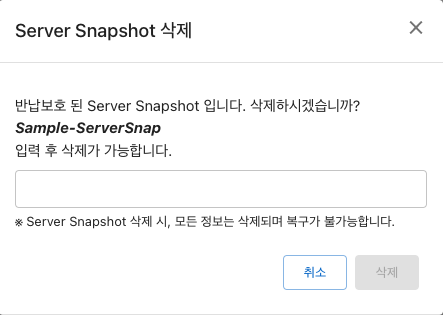 Server Snapshot 삭제
반납보호 된 Server Snapshot 입니다. 삭제하시겠습니까?
Sample-ServerSnap
입력 후 삭제가 가능합니다.
※ Server Snapshot 삭제 시, 모든 정보는 삭제되며 복구가 불가능합니다.
취소 삭제